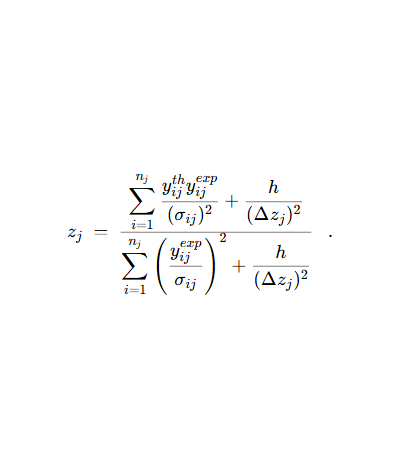 z_j = \frac{\sum_{i=1}^{n_j} \frac{y_{ij}^{th} y_{ij}^{exp}}{(\sigma_{ij})^2} + \frac{h}{(\Delta z_j)^2}}{\sum_{i=1}^{n_j} \left( \frac{y_{ij}^{exp}}{\sigma_{ij}} \right)^2 + \frac{h}{(\Delta z_j)^2}} .